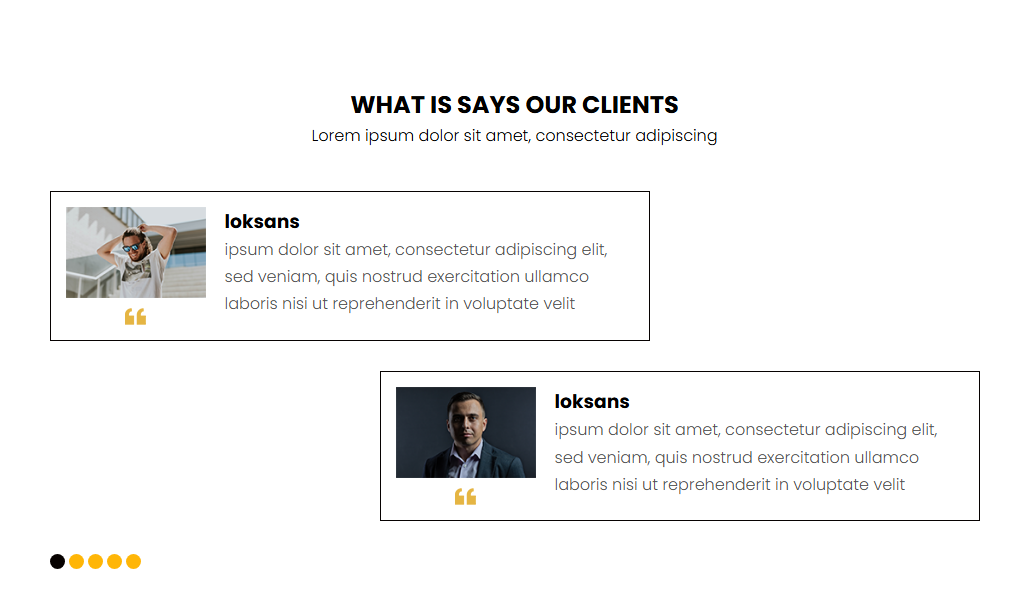 WHAT IS SAYS OUR CLIENTS
Lorem ipsum dolor sit amet, consectetur adipiscing
loksans
ipsum dolor sit amet, consectetur adipiscing elit,
sed veniam, quis nostrud exercitation ullamco
laboris nisi ut reprehenderit in voluptate velit
loksans
ipsum dolor sit amet, consectetur adipiscing elit,
sed veniam, quis nostrud exercitation ullamco
laboris nisi ut reprehenderit in voluptate velit